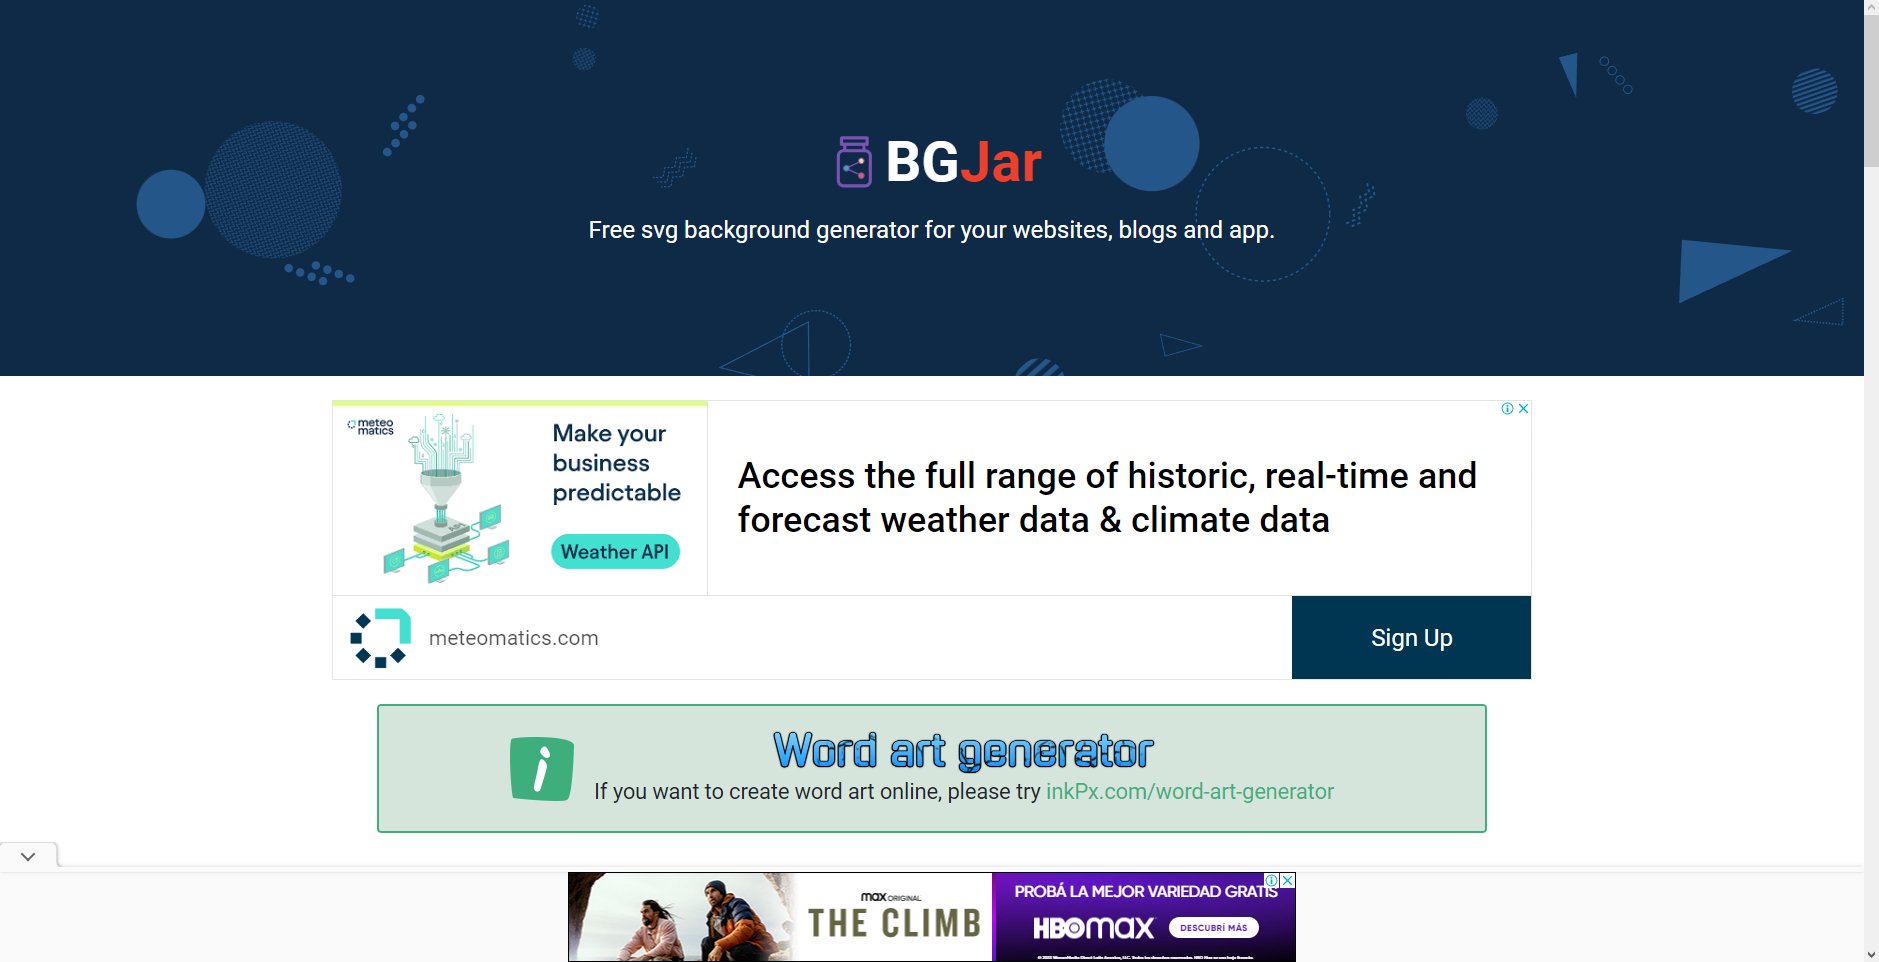 BGJar
Free svg background generator for your websites, blogs and app.
meteo
matics
Make your
business
predictable
Weather API
Access the full range of historic, real-time and
forecast weather data & climate data
meteomatics.com
Sign Up
Word art generator
If you want to create word art online, please try inkPx.com/word-art-generator
max ORIGINAL
THE CLIMB
PROBÁ LA MEJOR VARIEDAD GRATIS
HBOmax
DESCUBRÍ MÁS